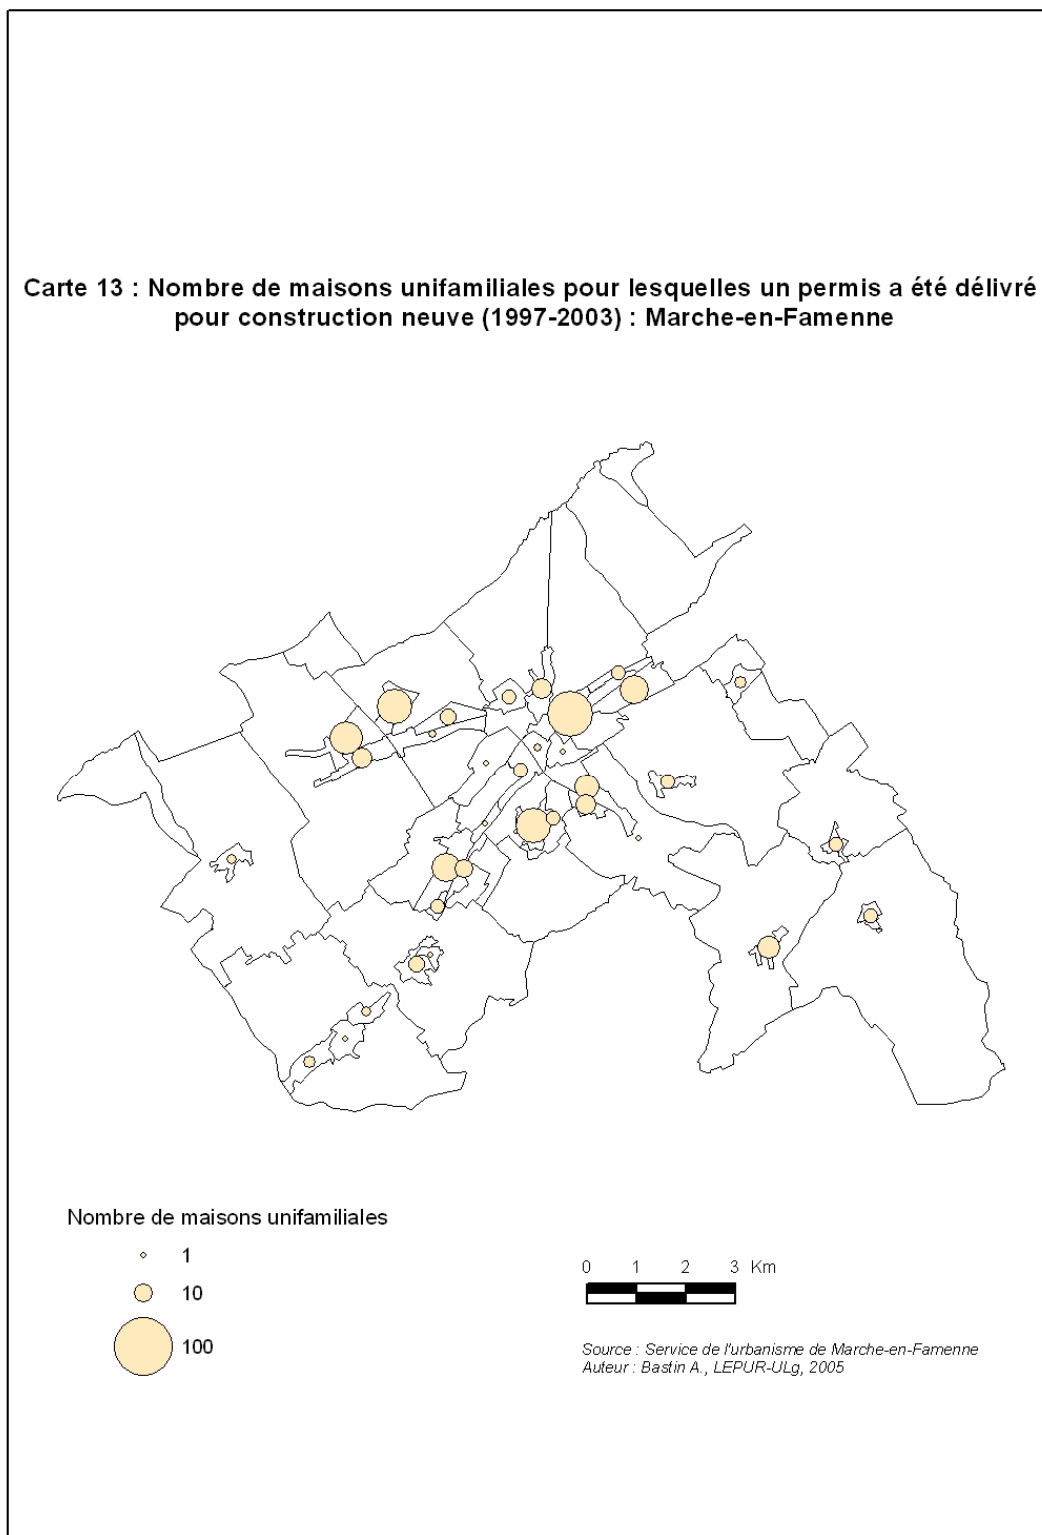 Carte 13 : Nombre de maisons unifamiliales pour lesquelles un permis a été délivré
pour construction neuve (1997-2003) : Marche-en-Famenne
Nombre de maisons unifamiliales
1
10
100
0 1 2 3 Km
Source : Service de l'urbanisme de Marche-en-Famenne
Auteur : Bastin A., LEPUR-ULg, 2005